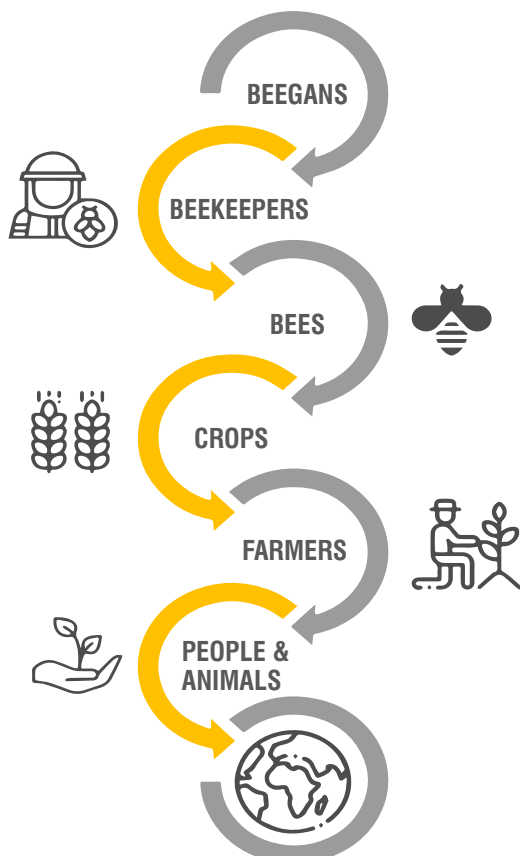 BEEGANS
BEEKEEPERS
BEES
CROPS
FARMERS
PEOPLE &
ANIMALS